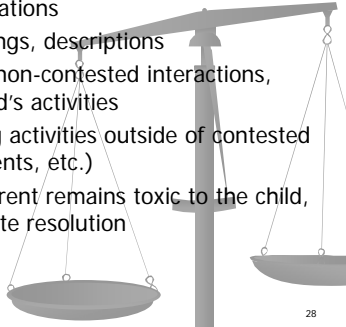 ations
ngs, descriptions
non-contested interactions,
d's activities
g activities outside of contested
ents, etc.)
rent remains toxic to the child,
te resolution
28